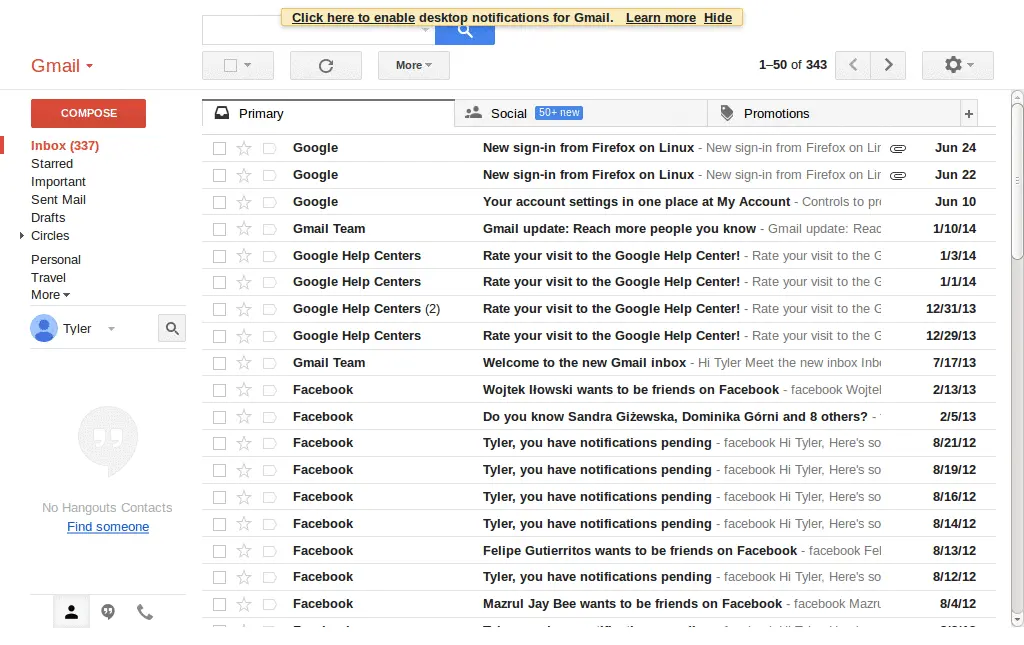 Click here to enable desktop notifications for Gmail. Learn more Hide
Gmail
More
1–50 of 343
COMPOSE
Inbox (337)
Starred
Important
Sent Mail
Drafts
Circles
Personal
Travel
More
Tyler
No Hangouts Contacts
Find someone
Primary
Social 50+ new
Promotions
+
Google New sign-in from Firefox on Linux - New sign-in from Firefox on Lin Jun 24
Google New sign-in from Firefox on Linux - New sign-in from Firefox on Lin Jun 22
Google Your account settings in one place at My Account - Controls to pro Jun 10
Gmail Team Gmail update: Reach more people you know - Gmail update: Reac 1/10/14
Google Help Centers Rate your visit to the Google Help Center! - Rate your visit to the G 1/3/14
Google Help Centers Rate your visit to the Google Help Center! - Rate your visit to the G 1/1/14
Google Help Centers (2) Rate your visit to the Google Help Center! - Rate your visit to the G 12/31/13
Google Help Centers Rate your visit to the Google Help Center! - Rate your visit to the G 12/29/13
Gmail Team Welcome to the new Gmail inbox - Hi Tyler Meet the new inbox Inbo 7/17/13
Facebook Wojtek Iłowski wants to be friends on Facebook - facebook Wojtek 2/13/13
Facebook Do you know Sandra Giżewska, Dominika Górni and 8 others? - 2/5/13
Facebook Tyler, you have notifications pending - facebook Hi Tyler, Here's so 8/21/12
Facebook Tyler, you have notifications pending - facebook Hi Tyler, Here's so 8/19/12
Facebook Tyler, you have notifications pending - facebook Hi Tyler, Here's so 8/16/12
Facebook Tyler, you have notifications pending - facebook Hi Tyler, Here's so 8/14/12
Facebook Felipe Gutierritos wants to be friends on Facebook - facebook Fel 8/13/12
Facebook Tyler, you have notifications pending - facebook Hi Tyler, Here's so 8/12/12
Facebook Mazrul Jay Bee wants to be friends on Facebook - facebook Mazru 8/4/12